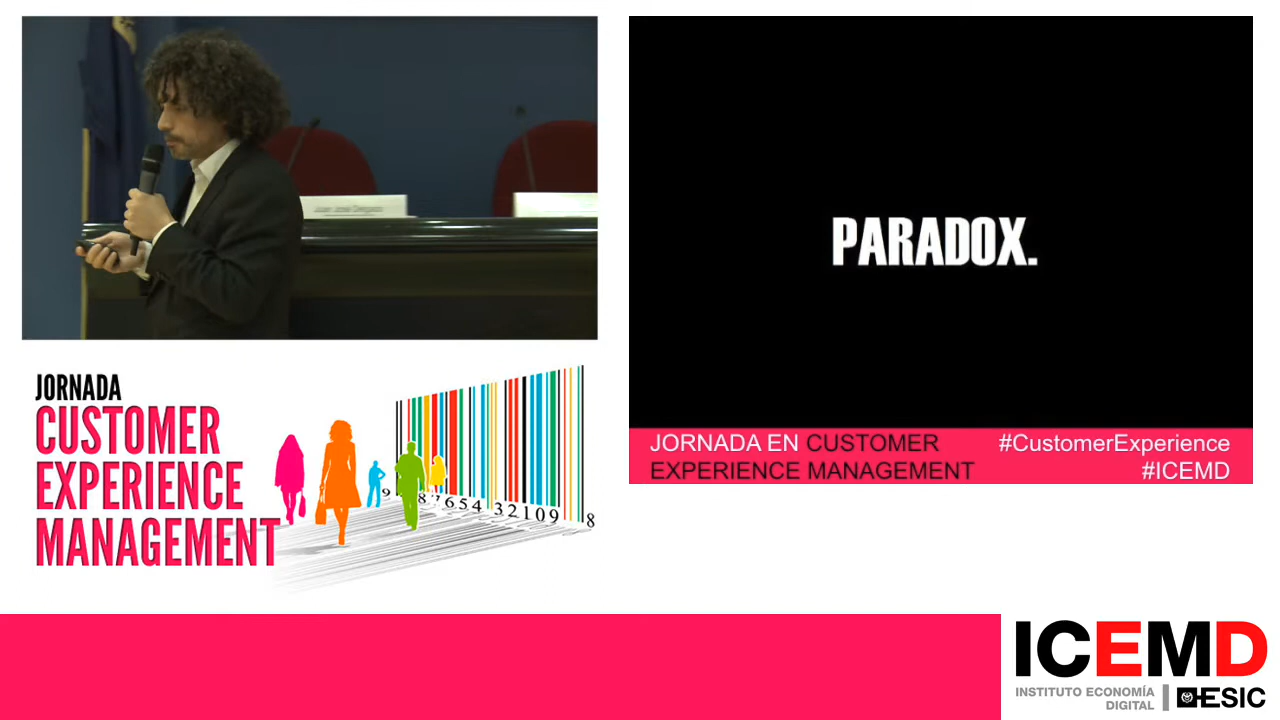 PARADOX.
JORNADA EN CUSTOMER
EXPERIENCE MANAGEMENT
#CustomerExperience
#ICEMD
JORNADA
CUSTOMER
EXPERIENCE
MANAGEMENT
ICEMD
INSTITUTO ECONOMÍA
DIGITAL
ESIC